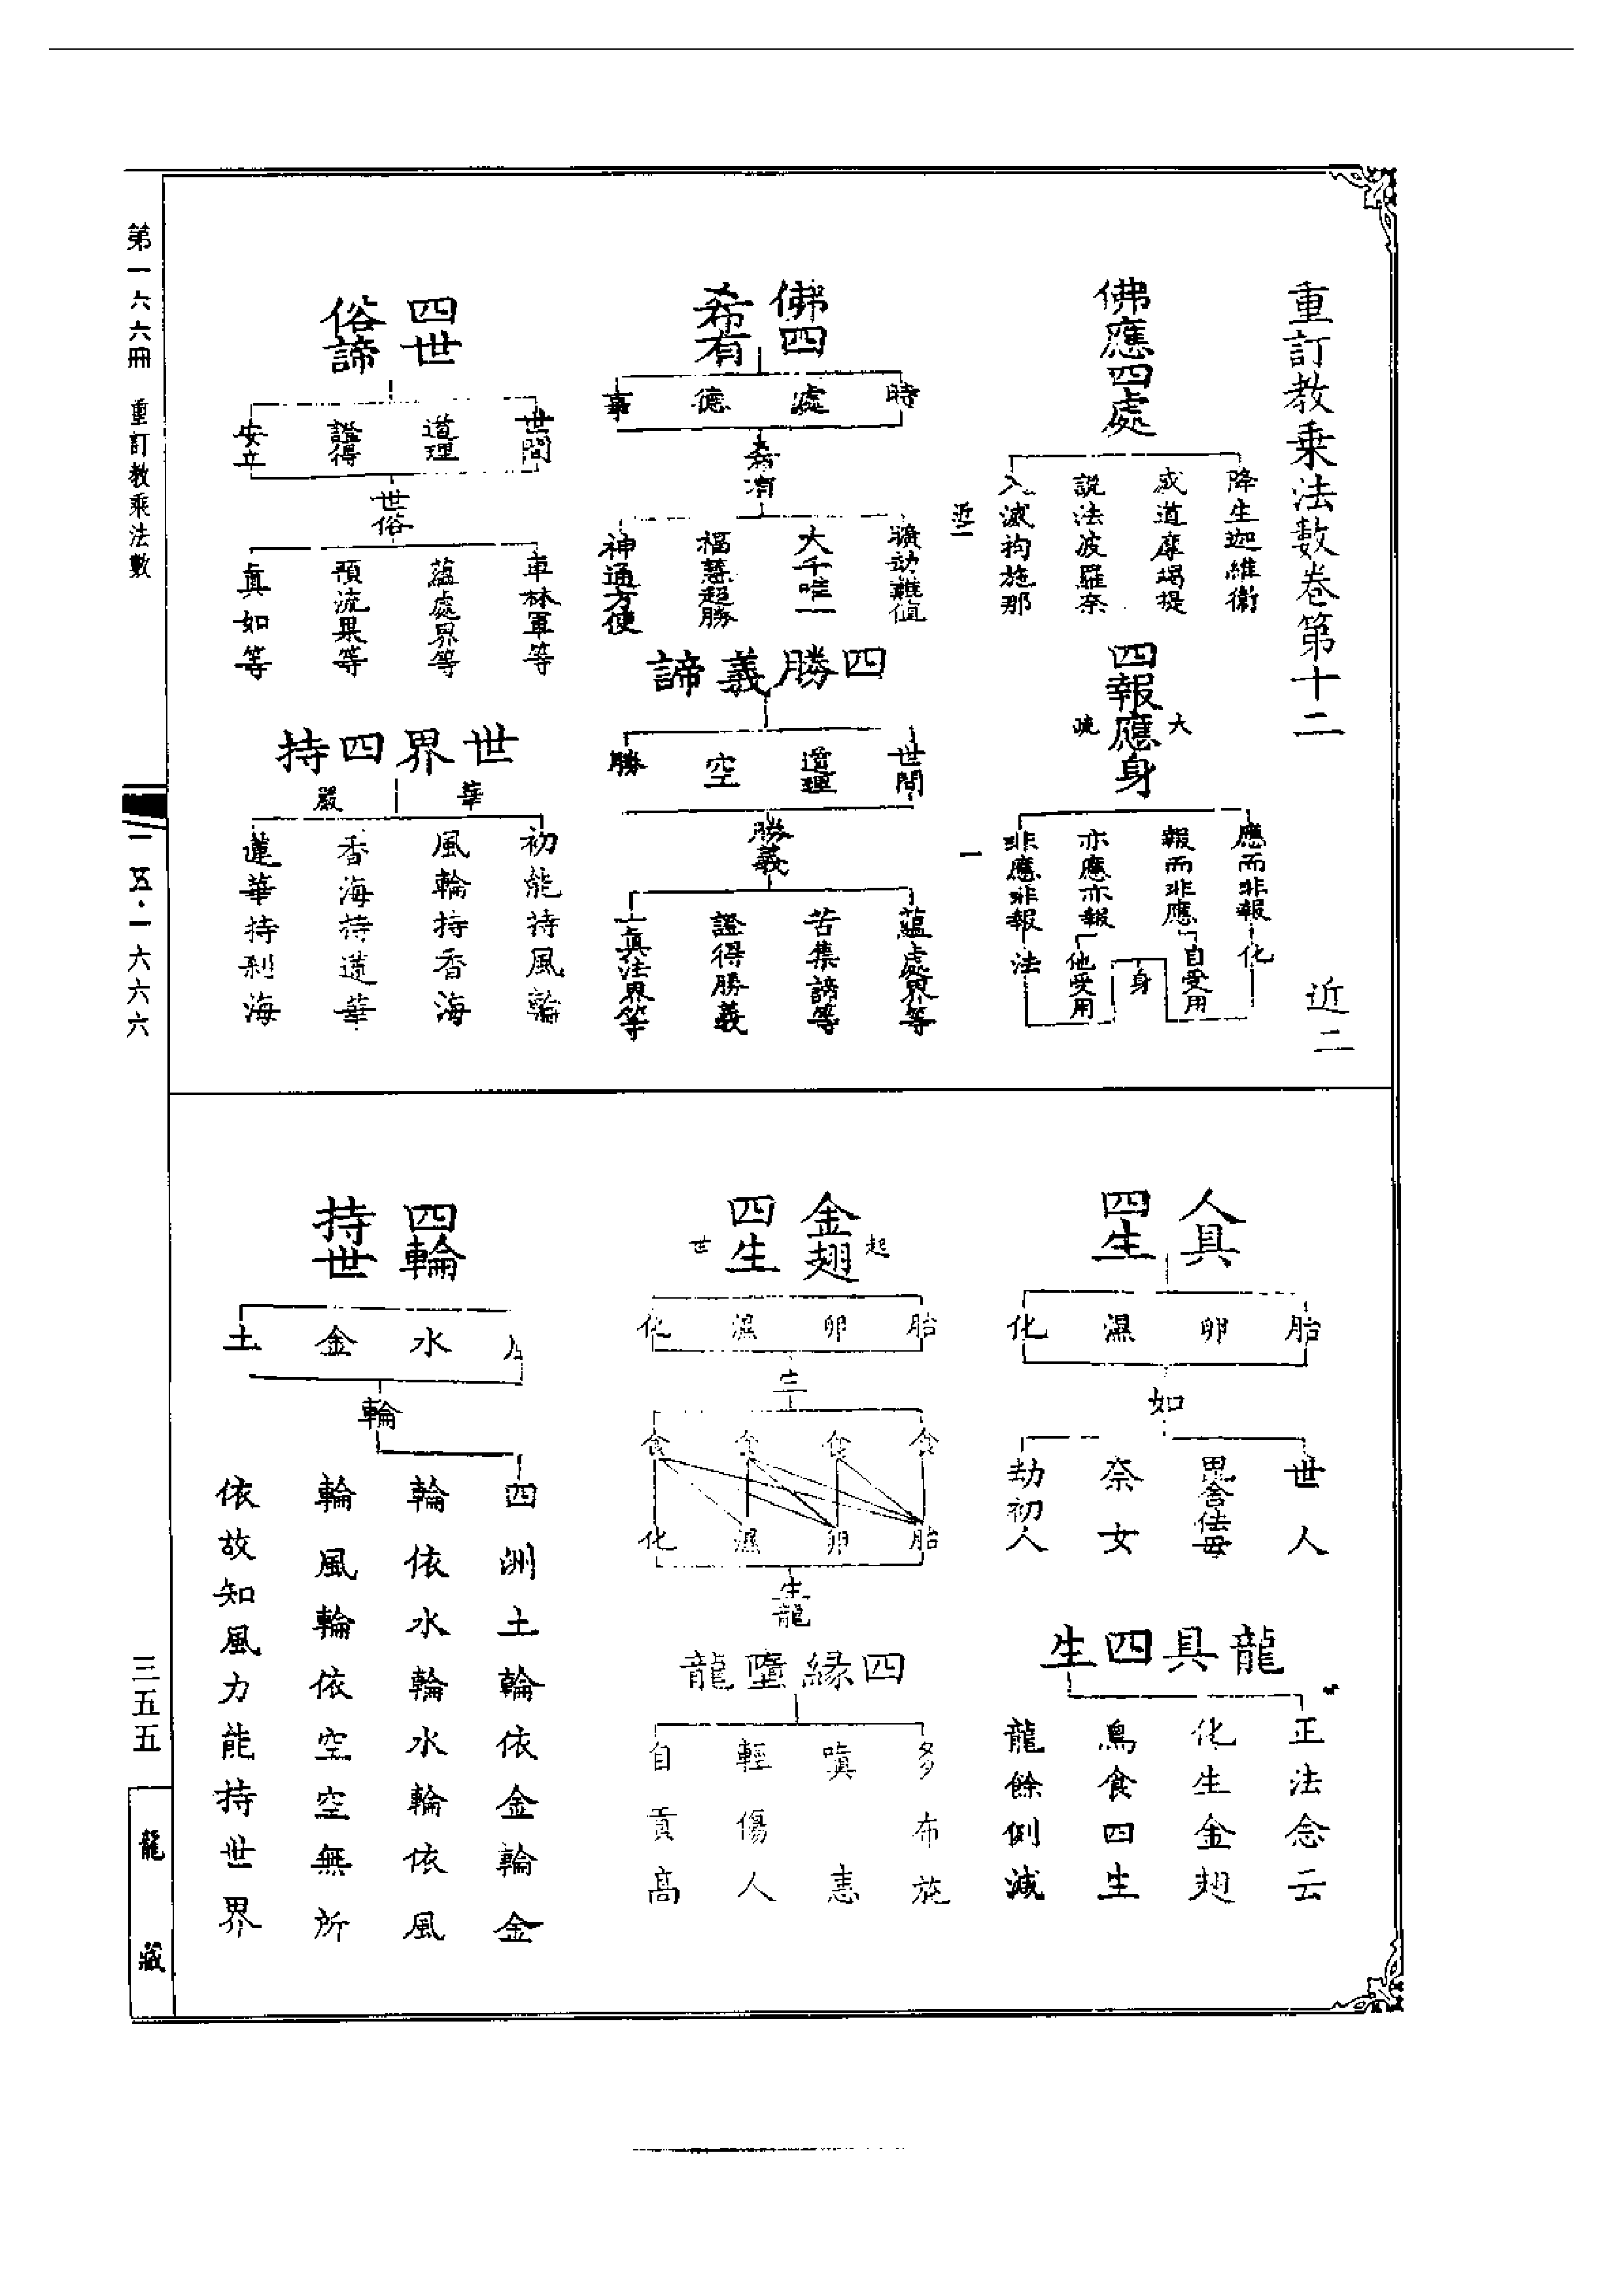 重訂教乗法數卷第十二
近二
佛應四處
降生迦維衞
成道摩竭提
説法波羅奈
入滅拘施那
四報應身
大
疏
應而非報
報而非應
亦應亦報
非應非報
化
自受用
身
他受用
法
近二
一
佛四
希有
時
處
德
事
希有
曠劫難值
大千唯一
福慧超勝
神通方便
四勝義諦
世間
道理
空
勝
勝義
蘊處界等
苦集諦等
證得勝義
一真法界等
四世
俗諦
世間
道理
證得
安立
世俗
車林軍等
蘊處界等
預流果等
真如等
世界四持
華
嚴
初能持風輪
風輪持香海
香海持蓮華
蓮華持刹海
人具
四生
胎
卵
濕
化
如
世人
毘舍佉母
奈女
劫初人
龍具四生
正法念云
化生金翅
鳥食四生
龍餘倒減
金翅
四生
起
世
胎
卵
濕
化
生
食
食
食
食
胎
卵
濕
化
生龍
四緣墮龍
多布施
嗔恚
輕傷人
自貢高
四輪
持世
水
金
土
輪
四洲土輪依金輪金
輪依水輪水輪依風
輪風輪依空空無所
依故知風力能持世界
第一六六冊 重訂教乘法數
一五·一六六六
三五五
龍藏